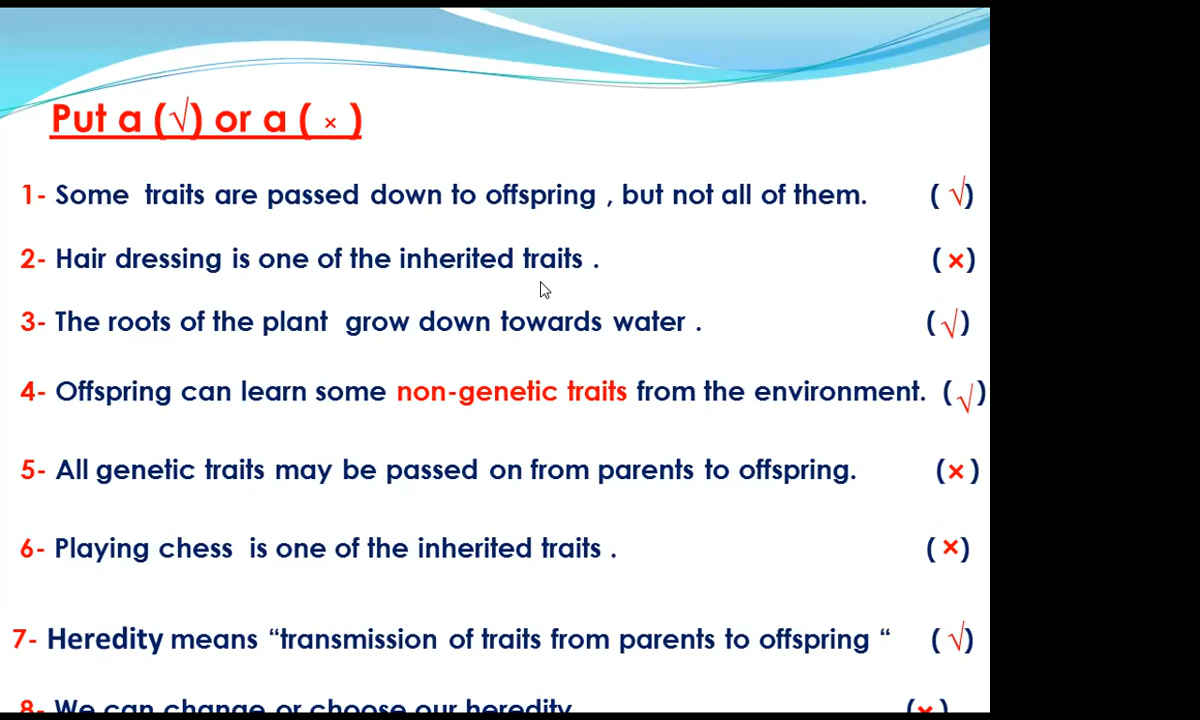 Put a (√) or a ( × )
1- Some traits are passed down to offspring , but not all of them. ( √)
2- Hair dressing is one of the inherited traits . (×)
3- The roots of the plant grow down towards water . (√)
4- Offspring can learn some non-genetic traits from the environment. (√)
5- All genetic traits may be passed on from parents to offspring. (×)
6- Playing chess is one of the inherited traits . (×)
7- Heredity means “transmission of traits from parents to offspring “ (√)
8- We can change or choose our heredity (×)